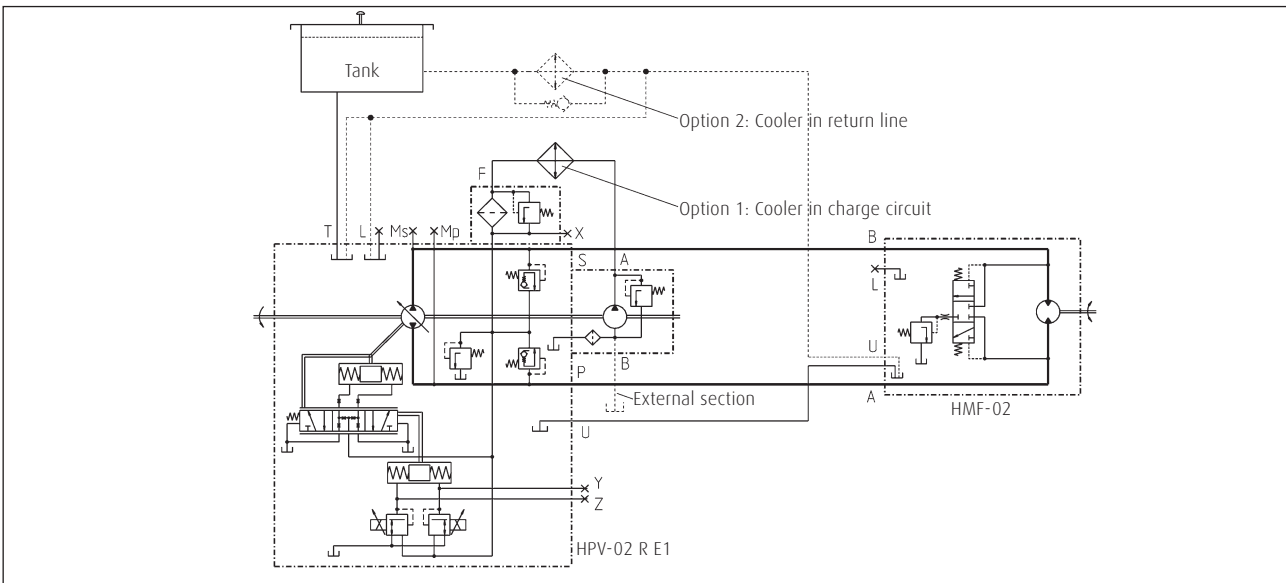 Tank
Option 2: Cooler in return line
F
Option 1: Cooler in charge circuit
T L Ms Mp X
S A B
L
U
P B
External section
A
U
HMF-02
Y
Z
HPV-02 R E1